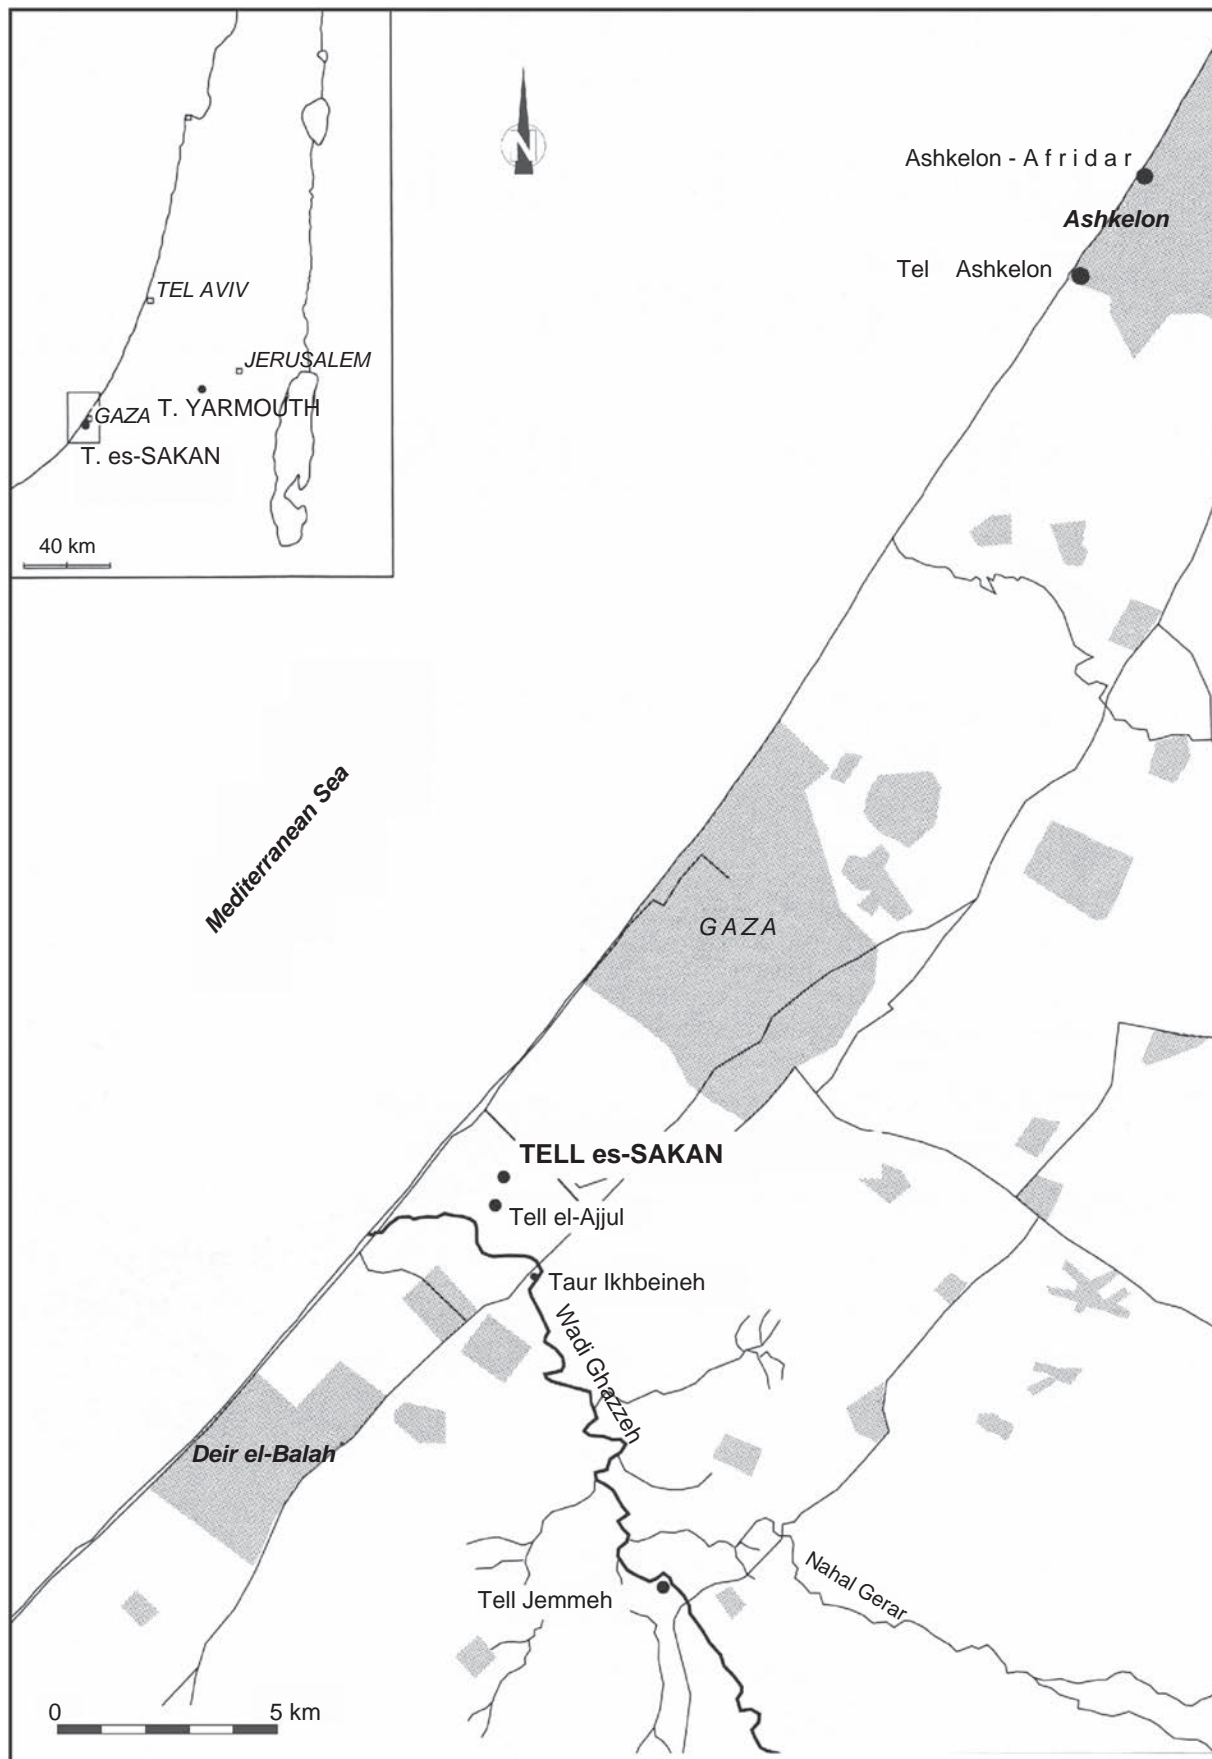 N
Ashkelon - A f r i d a r
Ashkelon
Tel Ashkelon
TEL AVIV
JERUSALEM
GAZA
T. YARMOUTH
T. es-SAKAN
40 km
Mediterranean Sea
GAZA
TELL es-SAKAN
Tell el-Ajjul
Taur Ikhbeineh
Wadi Ghazzeh
Deir el-Balah
Nahal Gerar
Tell Jemmeh
0 5 km